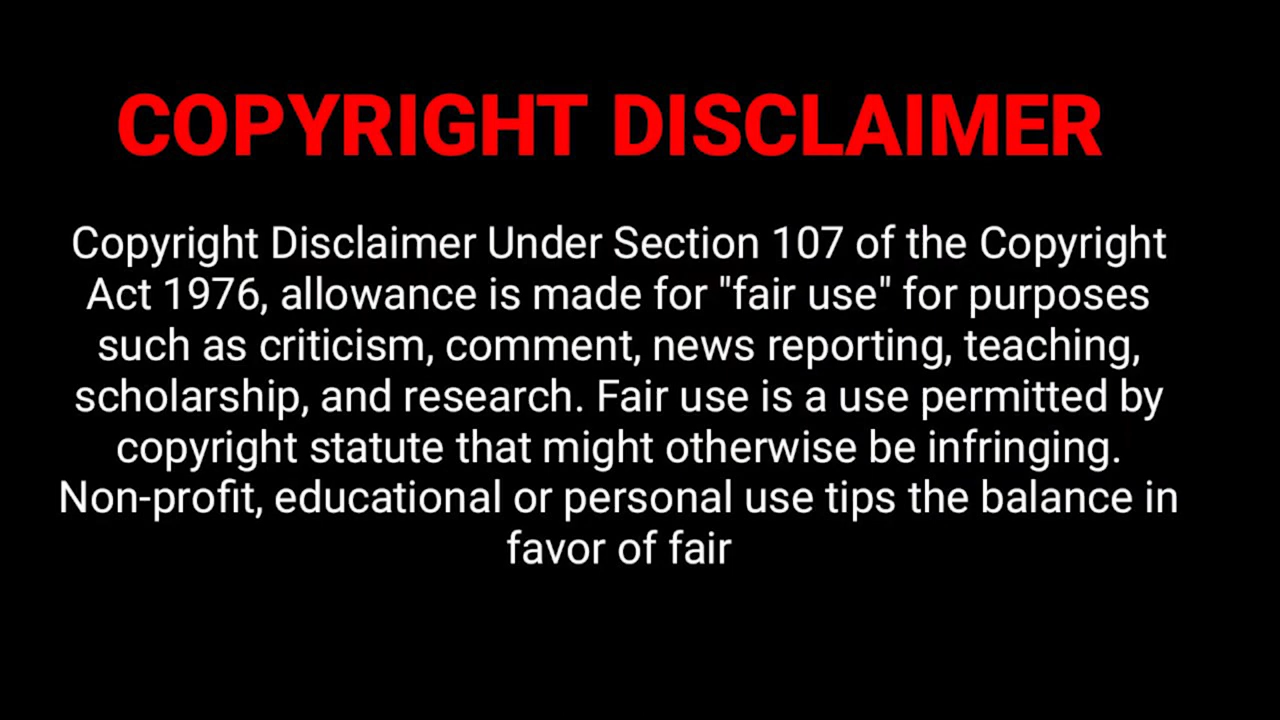 COPYRIGHT DISCLAIMER
Copyright Disclaimer Under Section 107 of the Copyright
Act 1976, allowance is made for "fair use" for purposes
such as criticism, comment, news reporting, teaching,
scholarship, and research. Fair use is a use permitted by
copyright statute that might otherwise be infringing.
Non-profit, educational or personal use tips the balance in
favor of fair